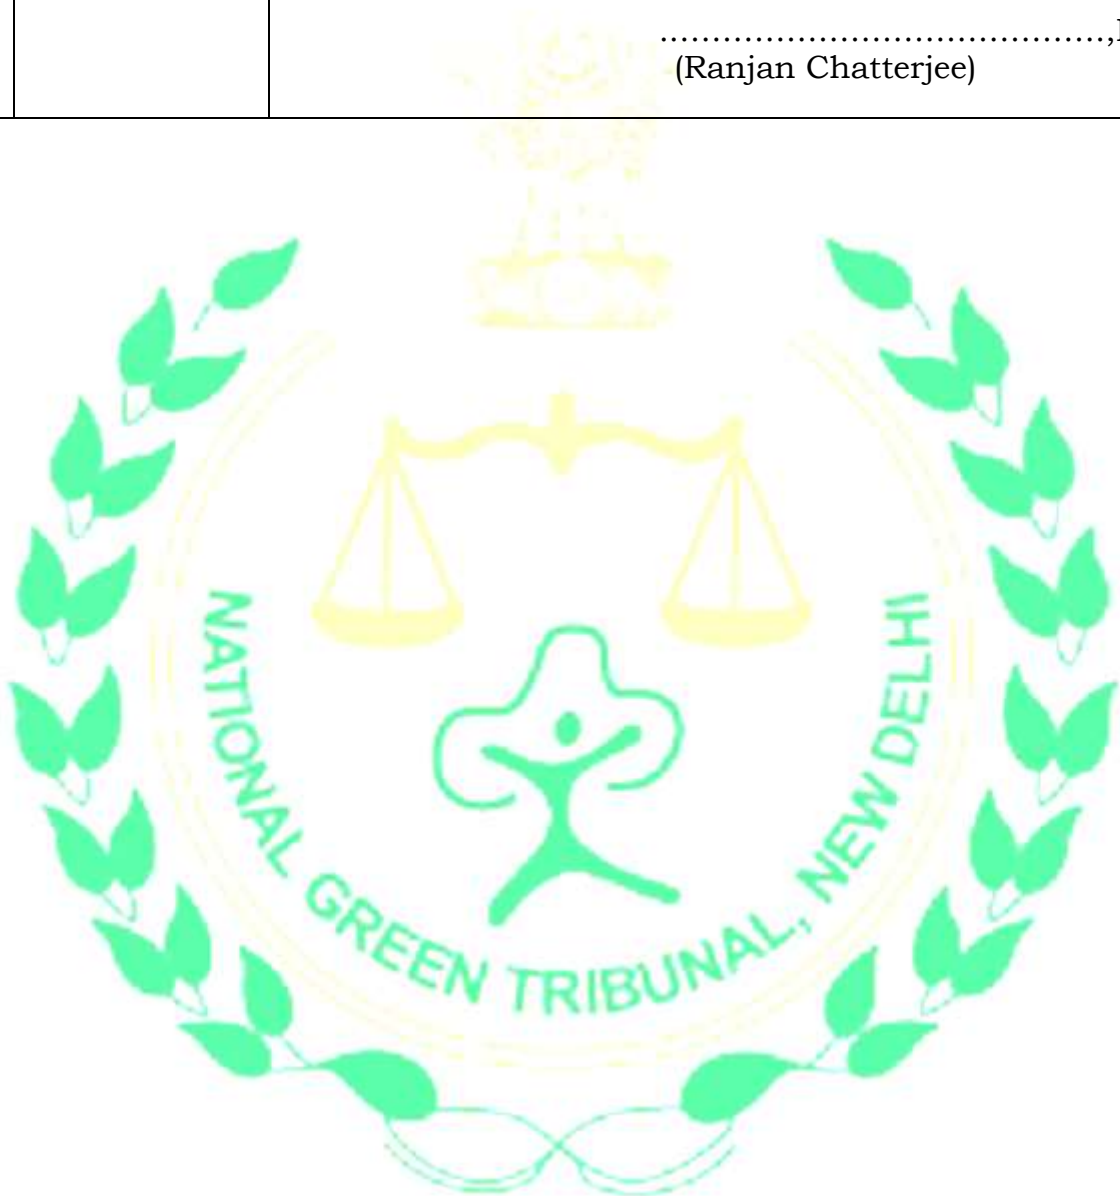 ……………………………………,
(Ranjan Chatterjee)
NATIONAL GREEN TRIBUNAL, NEW DELHI